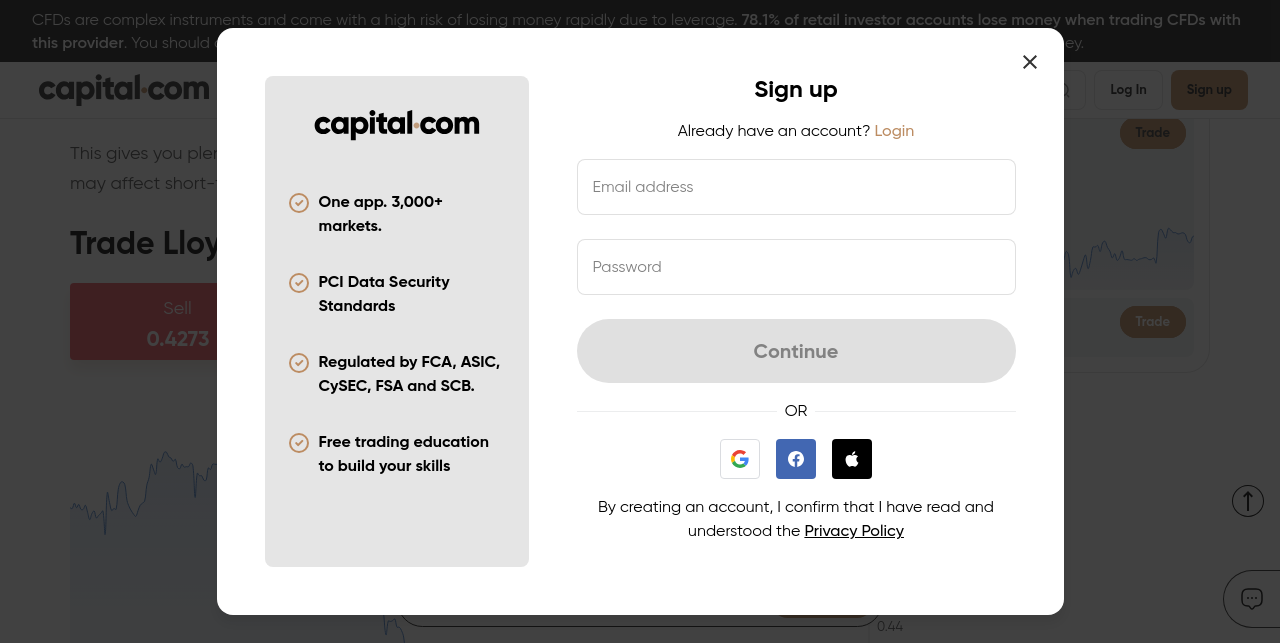 CFDs are complex instruments and come with a high risk of losing money rapidly due to leverage. 78.1% of retail investor accounts lose money when trading CFDs with
this provider. You should
ey.
capital.com
Log In
Sign up
This gives you plen
may affect short-
Trade Lloy
Sell
0.4273
Trade
Trade
0.44
capital.com
One app. 3,000+
markets.
PCI Data Security
Standards
Regulated by FCA, ASIC,
CySEC, FSA and SCB.
Free trading education
to build your skills
Sign up
Already have an account? Login
Email address
Password
Continue
OR
By creating an account, I confirm that I have read and
understood the Privacy Policy